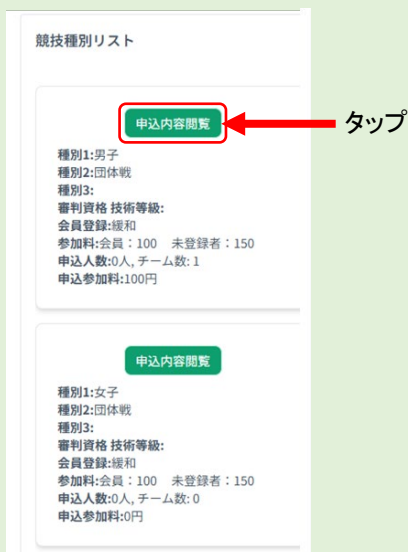 競技種別リスト
申込内容閲覧
タップ
種別1:男子
種別2:団体戦
種別3:
審判資格 技術等級:
会員登録:緩和
参加料:会員：100 未登録者：150
申込人数:0人, チーム数: 1
申込参加料:100円
申込内容閲覧
種別1:女子
種別2:団体戦
種別3:
審判資格 技術等級:
会員登録:緩和
参加料:会員：100 未登録者：150
申込人数:0人, チーム数: 0
申込参加料:0円